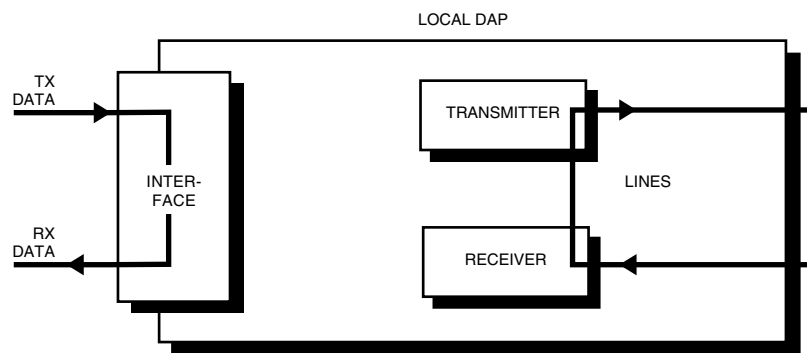 LOCAL DAP
TX
DATA
TRANSMITTER
INTER-
FACE
LINES
RX
DATA
RECEIVER